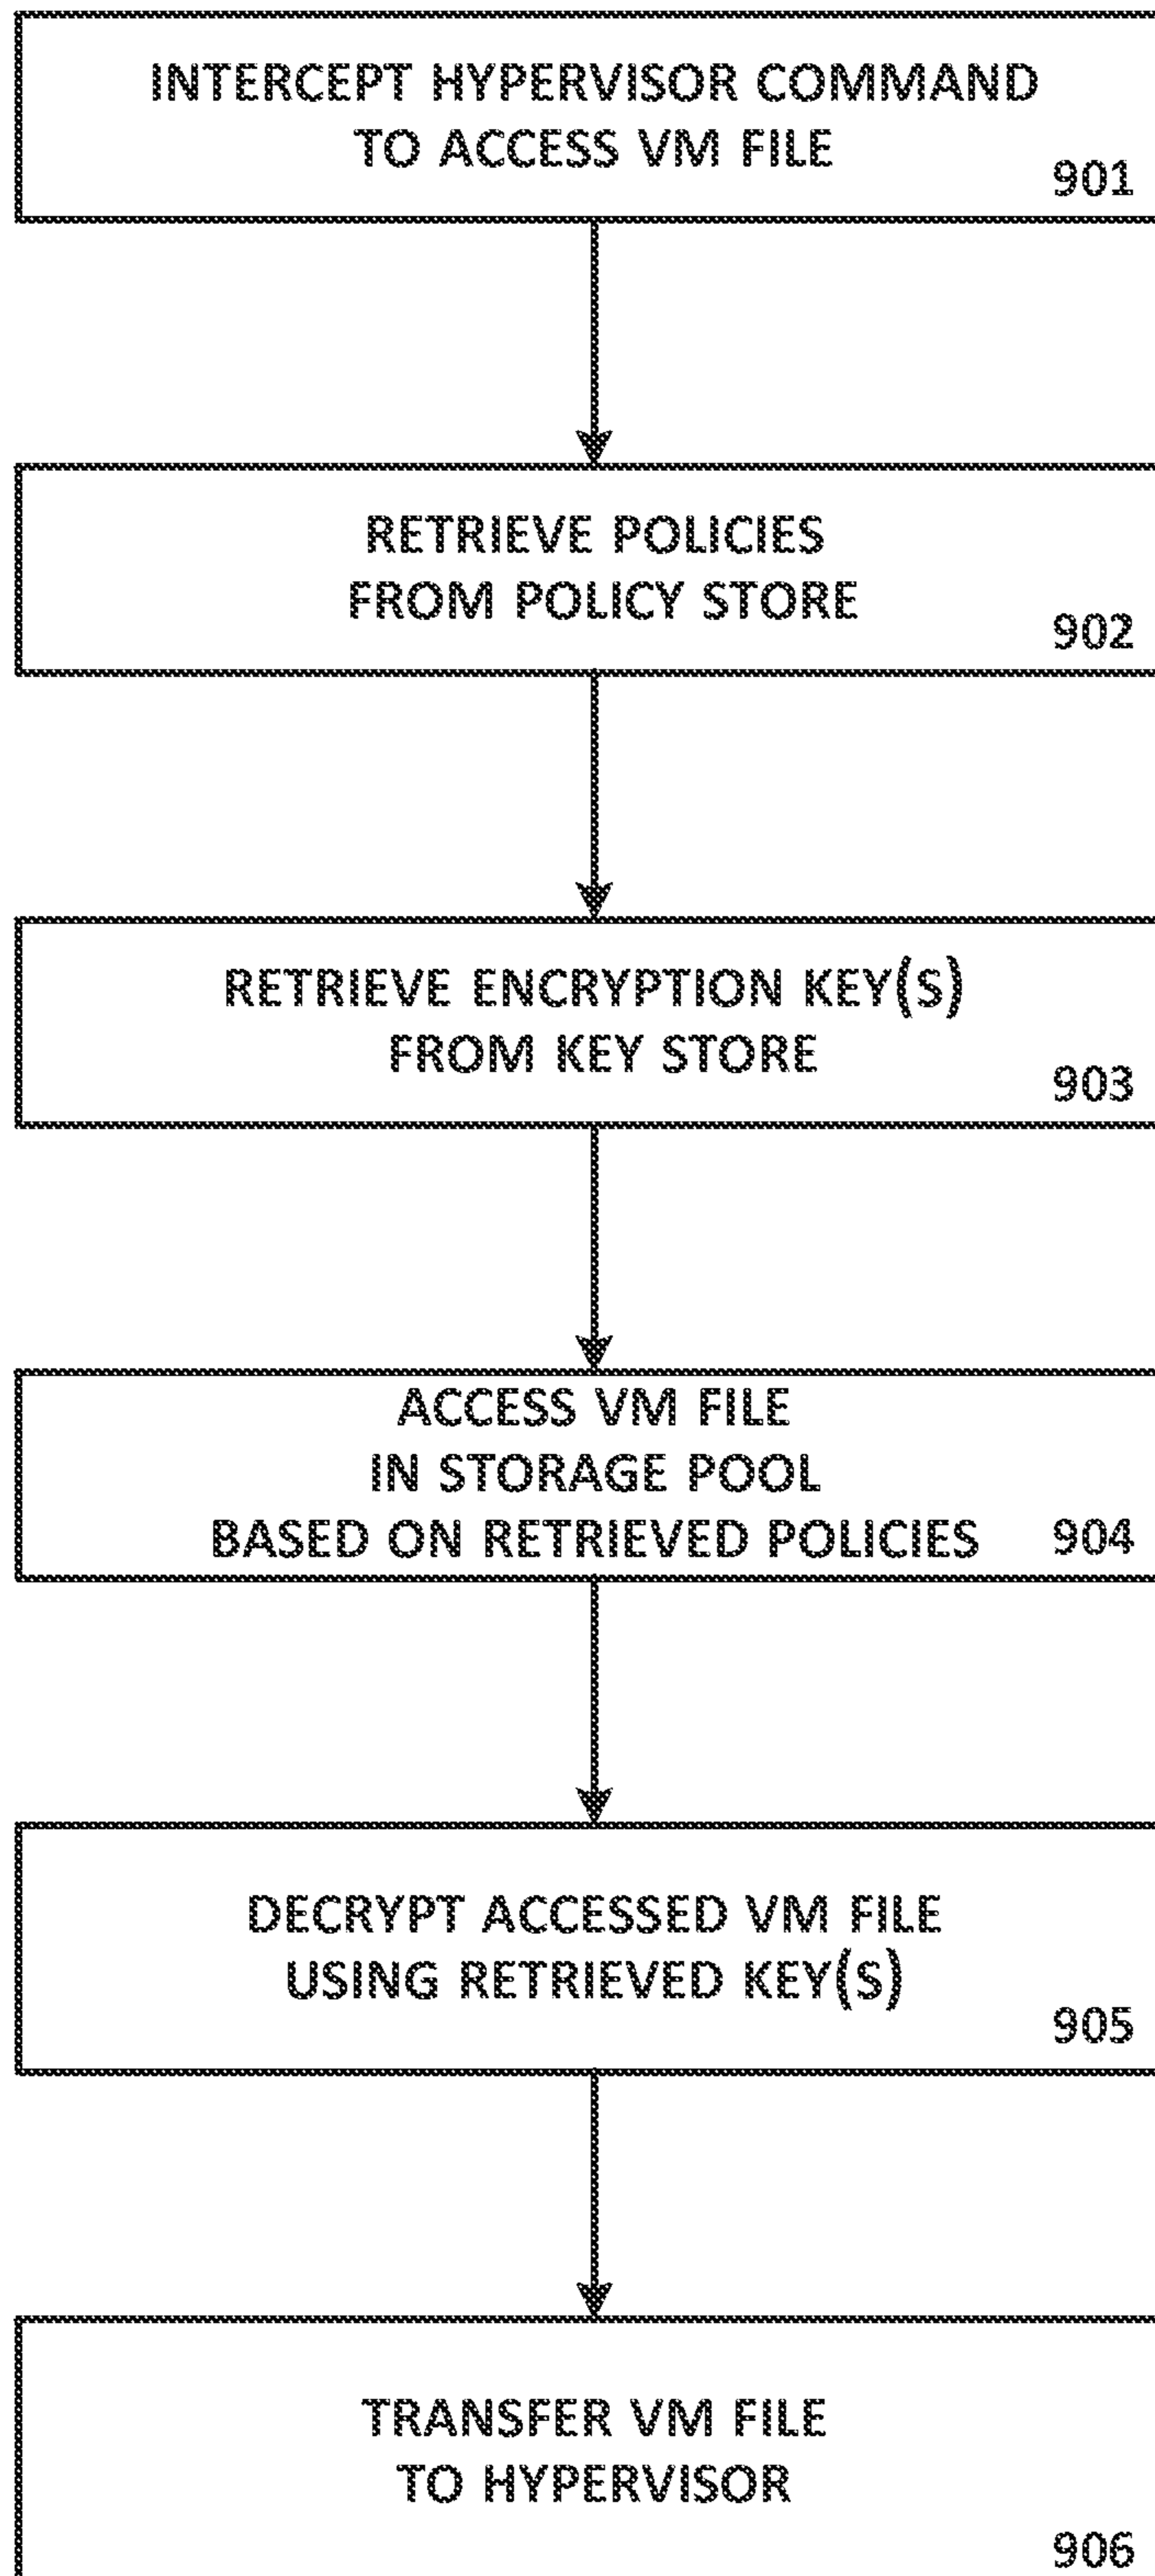 INTERCEPT HYPERVISOR COMMAND
TO ACCESS VM FILE
901
RETRIEVE POLICIES
FROM POLICY STORE
902
RETRIEVE ENCRYPTION KEY(S)
FROM KEY STORE
903
ACCESS VM FILE
IN STORAGE POOL
BASED ON RETRIEVED POLICIES 904
DECRYPT ACCESSED VM FILE
USING RETRIEVED KEY(S)
905
TRANSFER VM FILE
TO HYPERVISOR
906